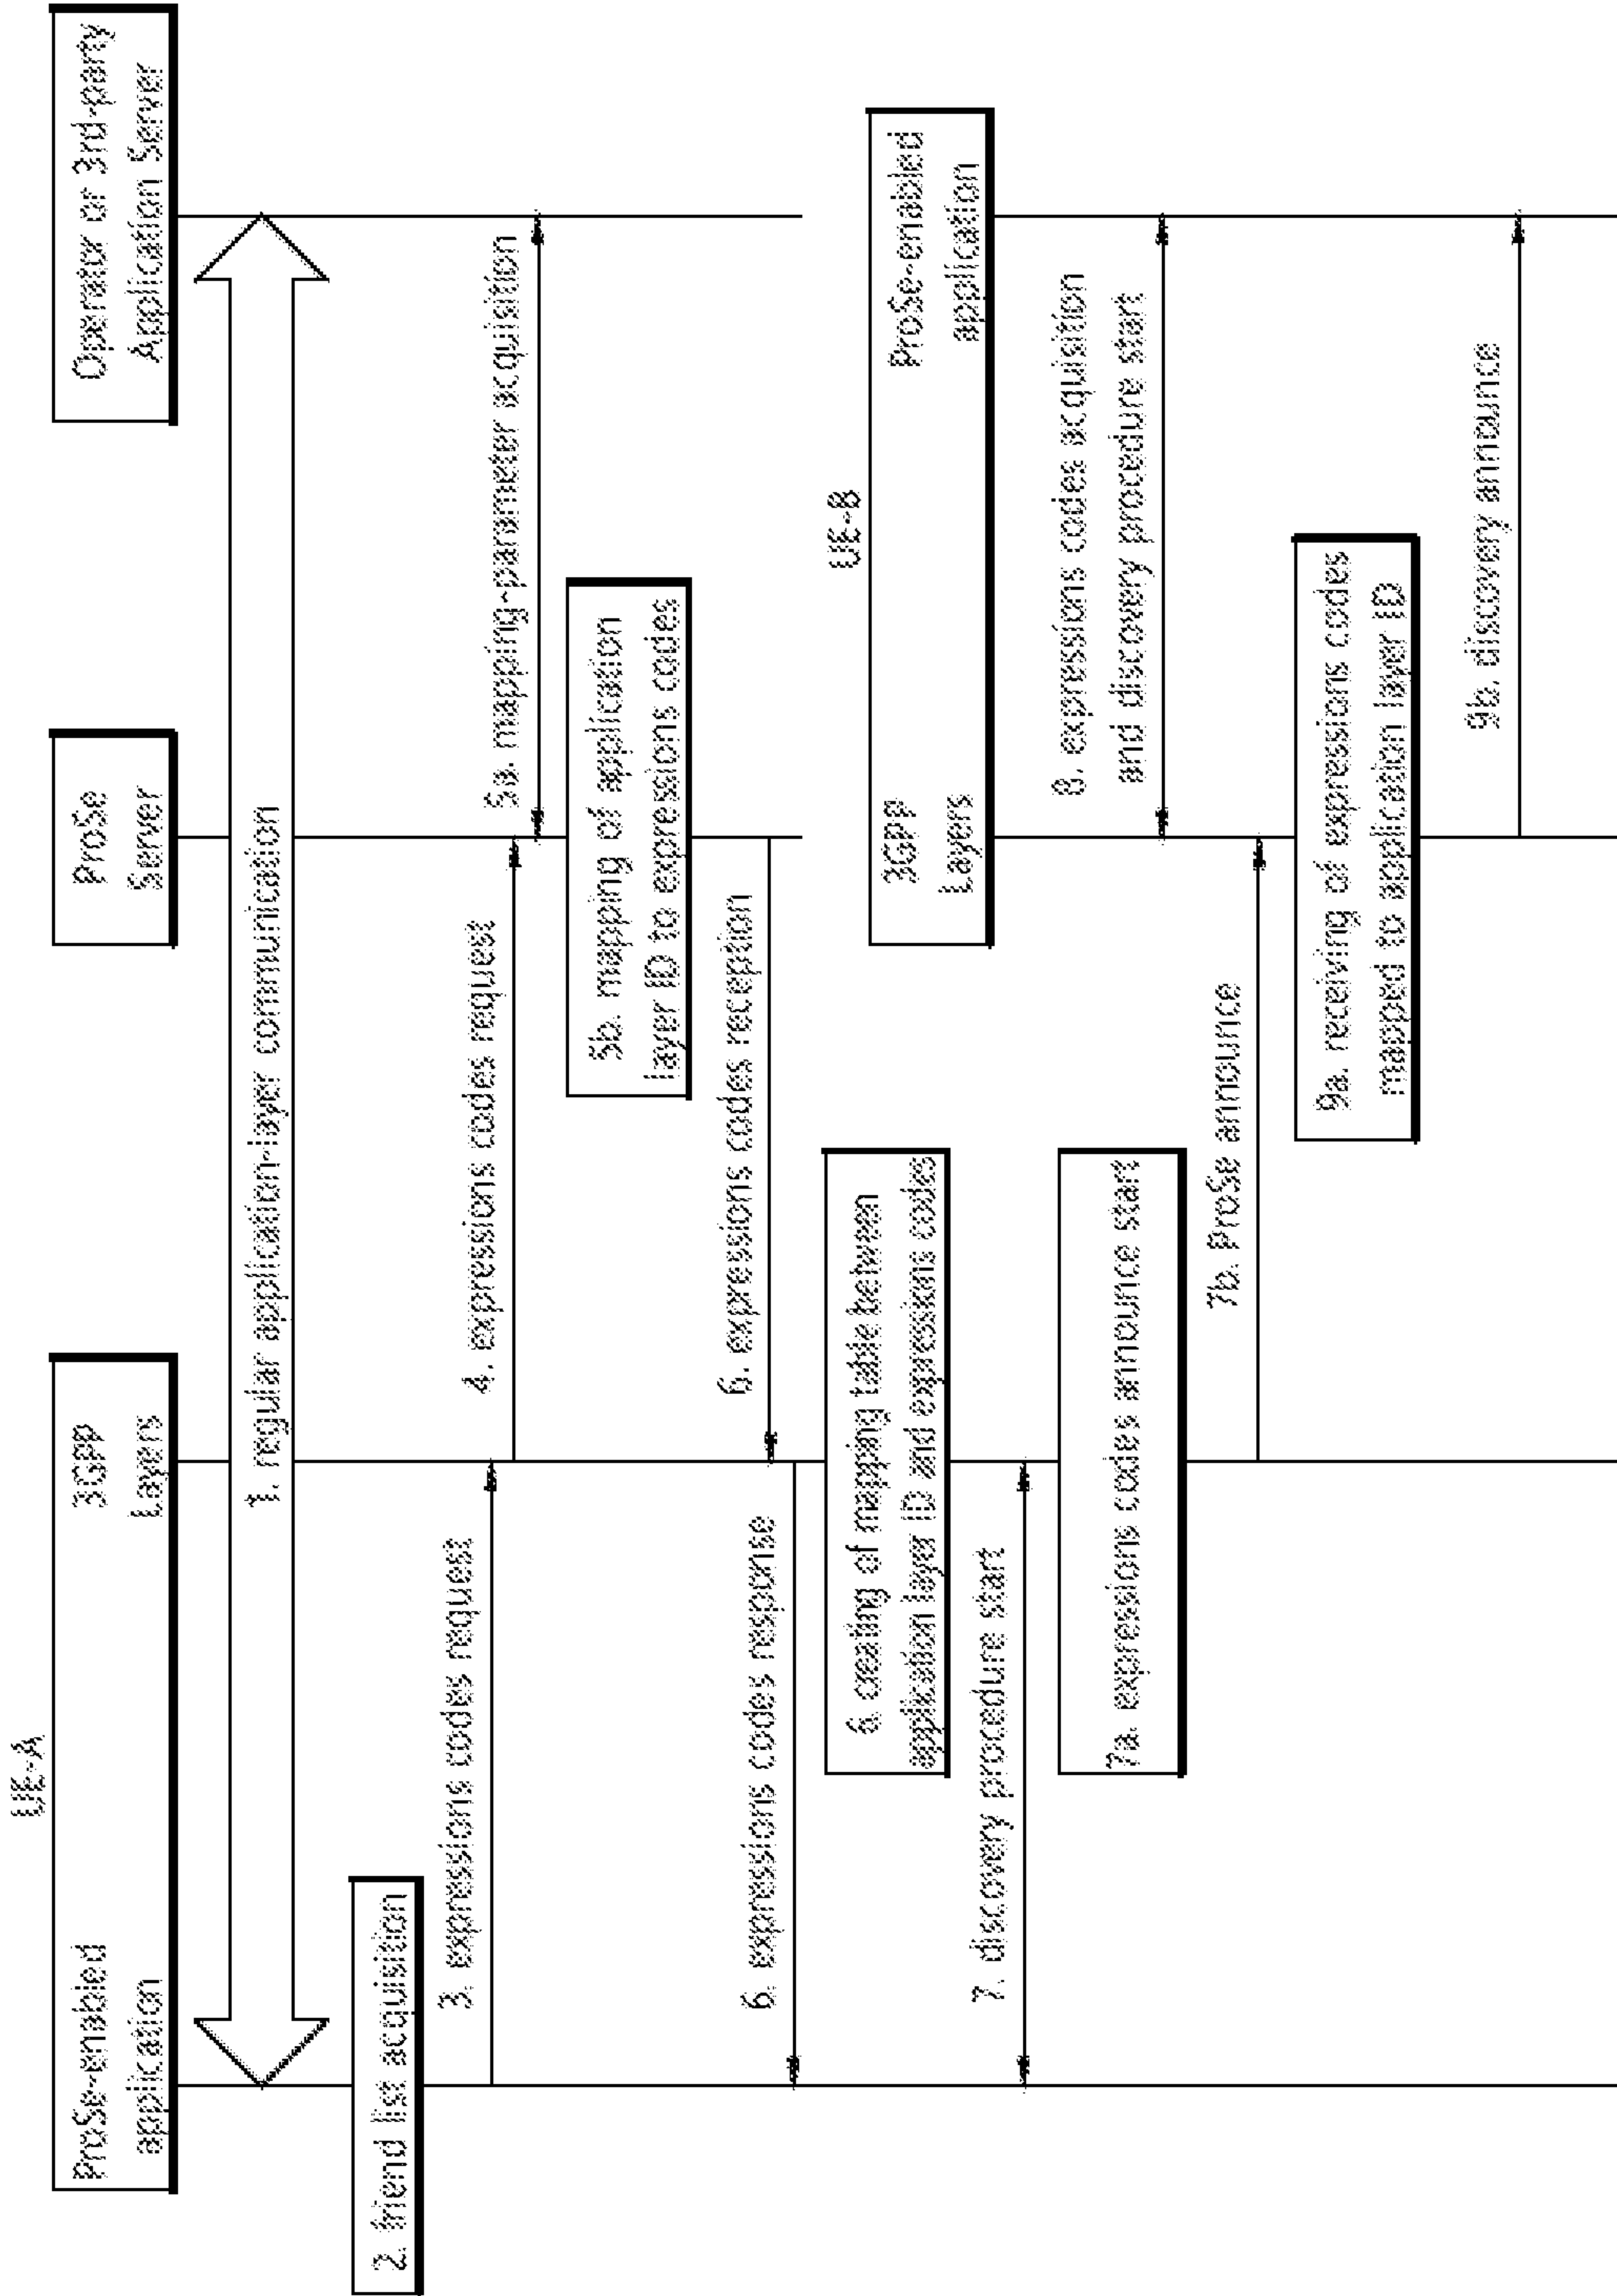 UE-A
ProSe-enabled
application
3GPP
Layers
ProSe
Server
Operator or 3rd-party
Application Server
1. regular application-layer communication
2. friend list acquisition
3. expressions codes request
4. expressions codes request
5a. mapping-parameter acquisition
5b. mapping of application
layer ID to expressions codes
6. expressions codes reception
6. expressions codes response
6. creating of mapping table between
application layer ID and expressions codes
UE-B
3GPP
Layers
ProSe-enabled
application
7. discovery procedure start
8. expressions codes acquisition
and discovery procedure start
7a. expressions codes announce start
7b. ProSe announce
9a. receiving of expressions codes
mapped to application layer ID
9b. discovery announce